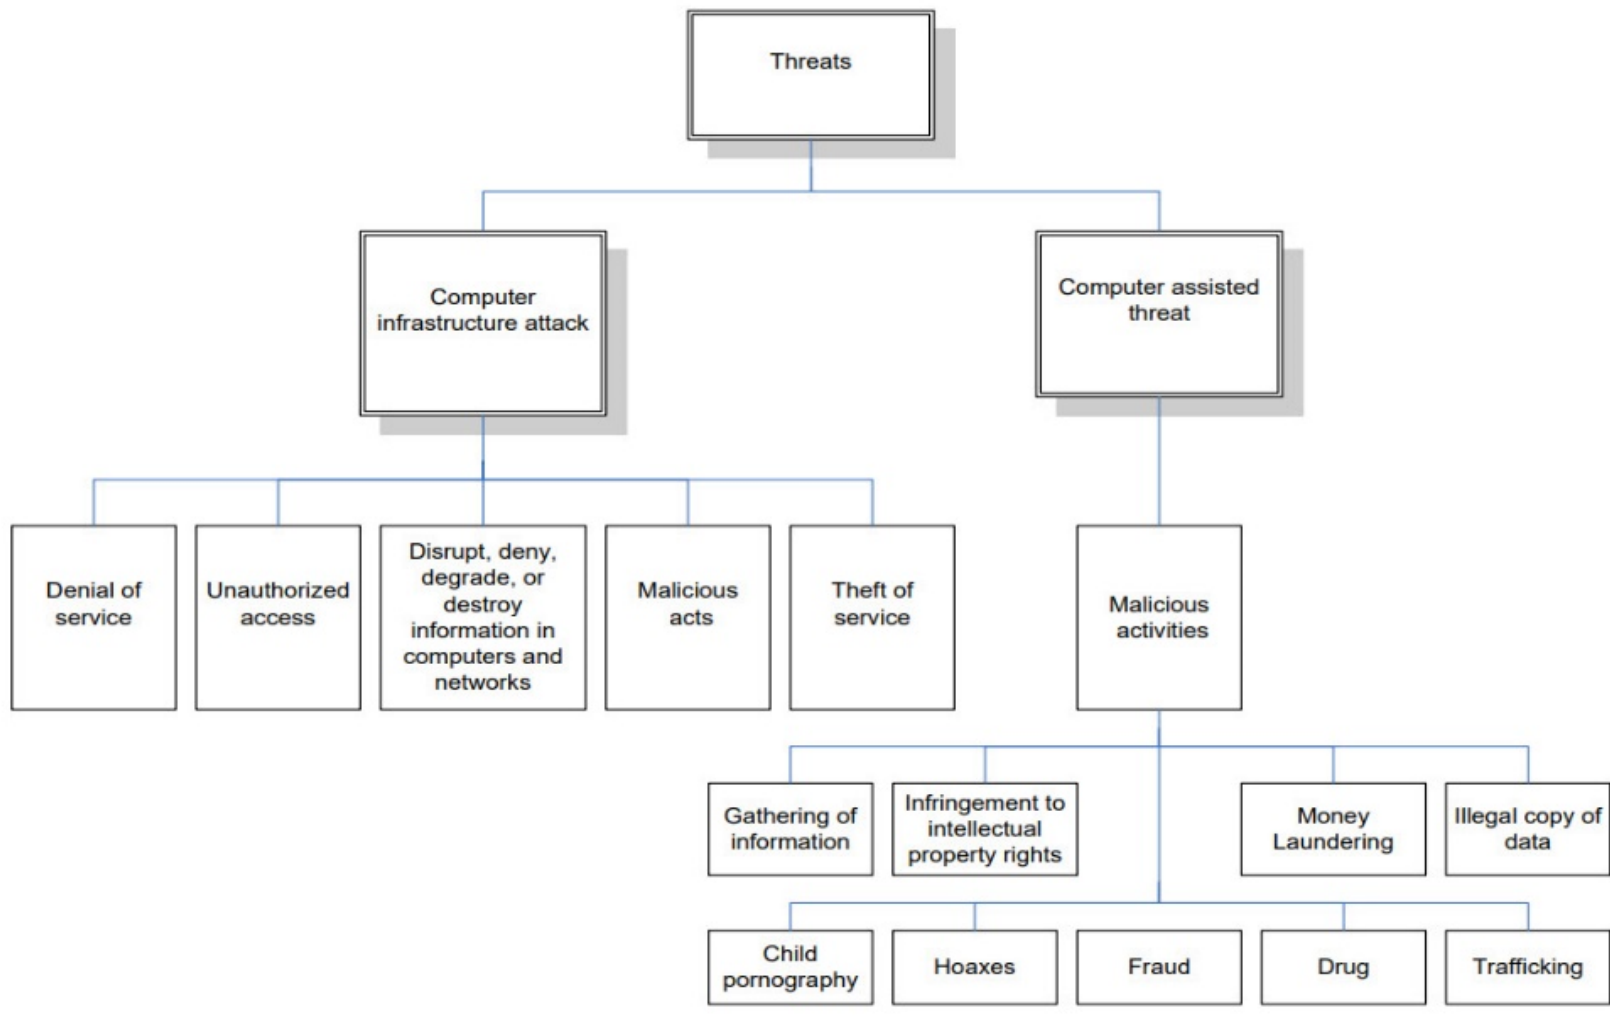 Threats
Computer
infrastructure attack
Computer assisted
threat
Denial of
service
Unauthorized
access
Disrupt, deny,
degrade, or
destroy
information in
computers and
networks
Malicious
acts
Theft of
service
Malicious
activities
Gathering of
information
Infringement to
intellectual
property rights
Money
Laundering
Illegal copy of
data
Child
pornography
Hoaxes
Fraud
Drug
Trafficking